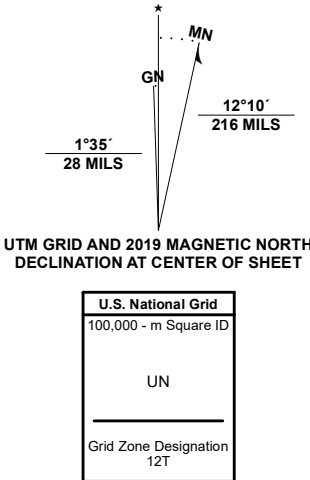 ★
MN
GN
12°10´
216 MILS
1°35´
28 MILS
UTM GRID AND 2019 MAGNETIC NORTH
DECLINATION AT CENTER OF SHEET
U.S. National Grid
100,000 - m Square ID
UN
Grid Zone Designation
12T